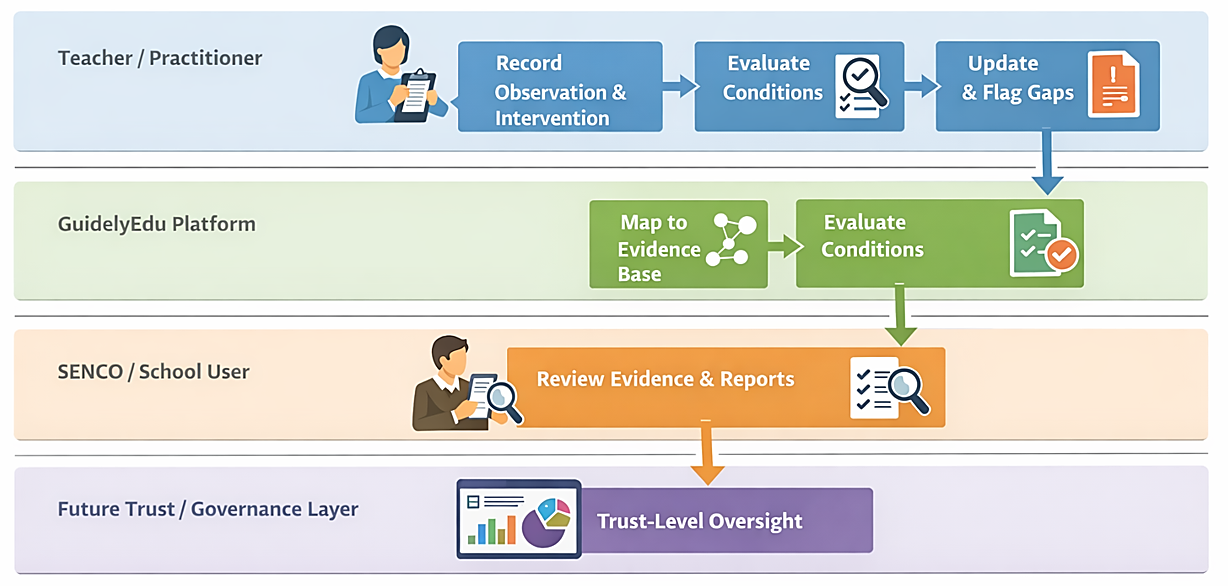 Teacher / Practitioner
Record
Observation &
Intervention
Evaluate
Conditions
Update
& Flag Gaps
GuidelyEdu Platform
Map to
Evidence
Base
Evaluate
Conditions
SENCO / School User
Review Evidence & Reports
Future Trust / Governance Layer
Trust-Level Oversight